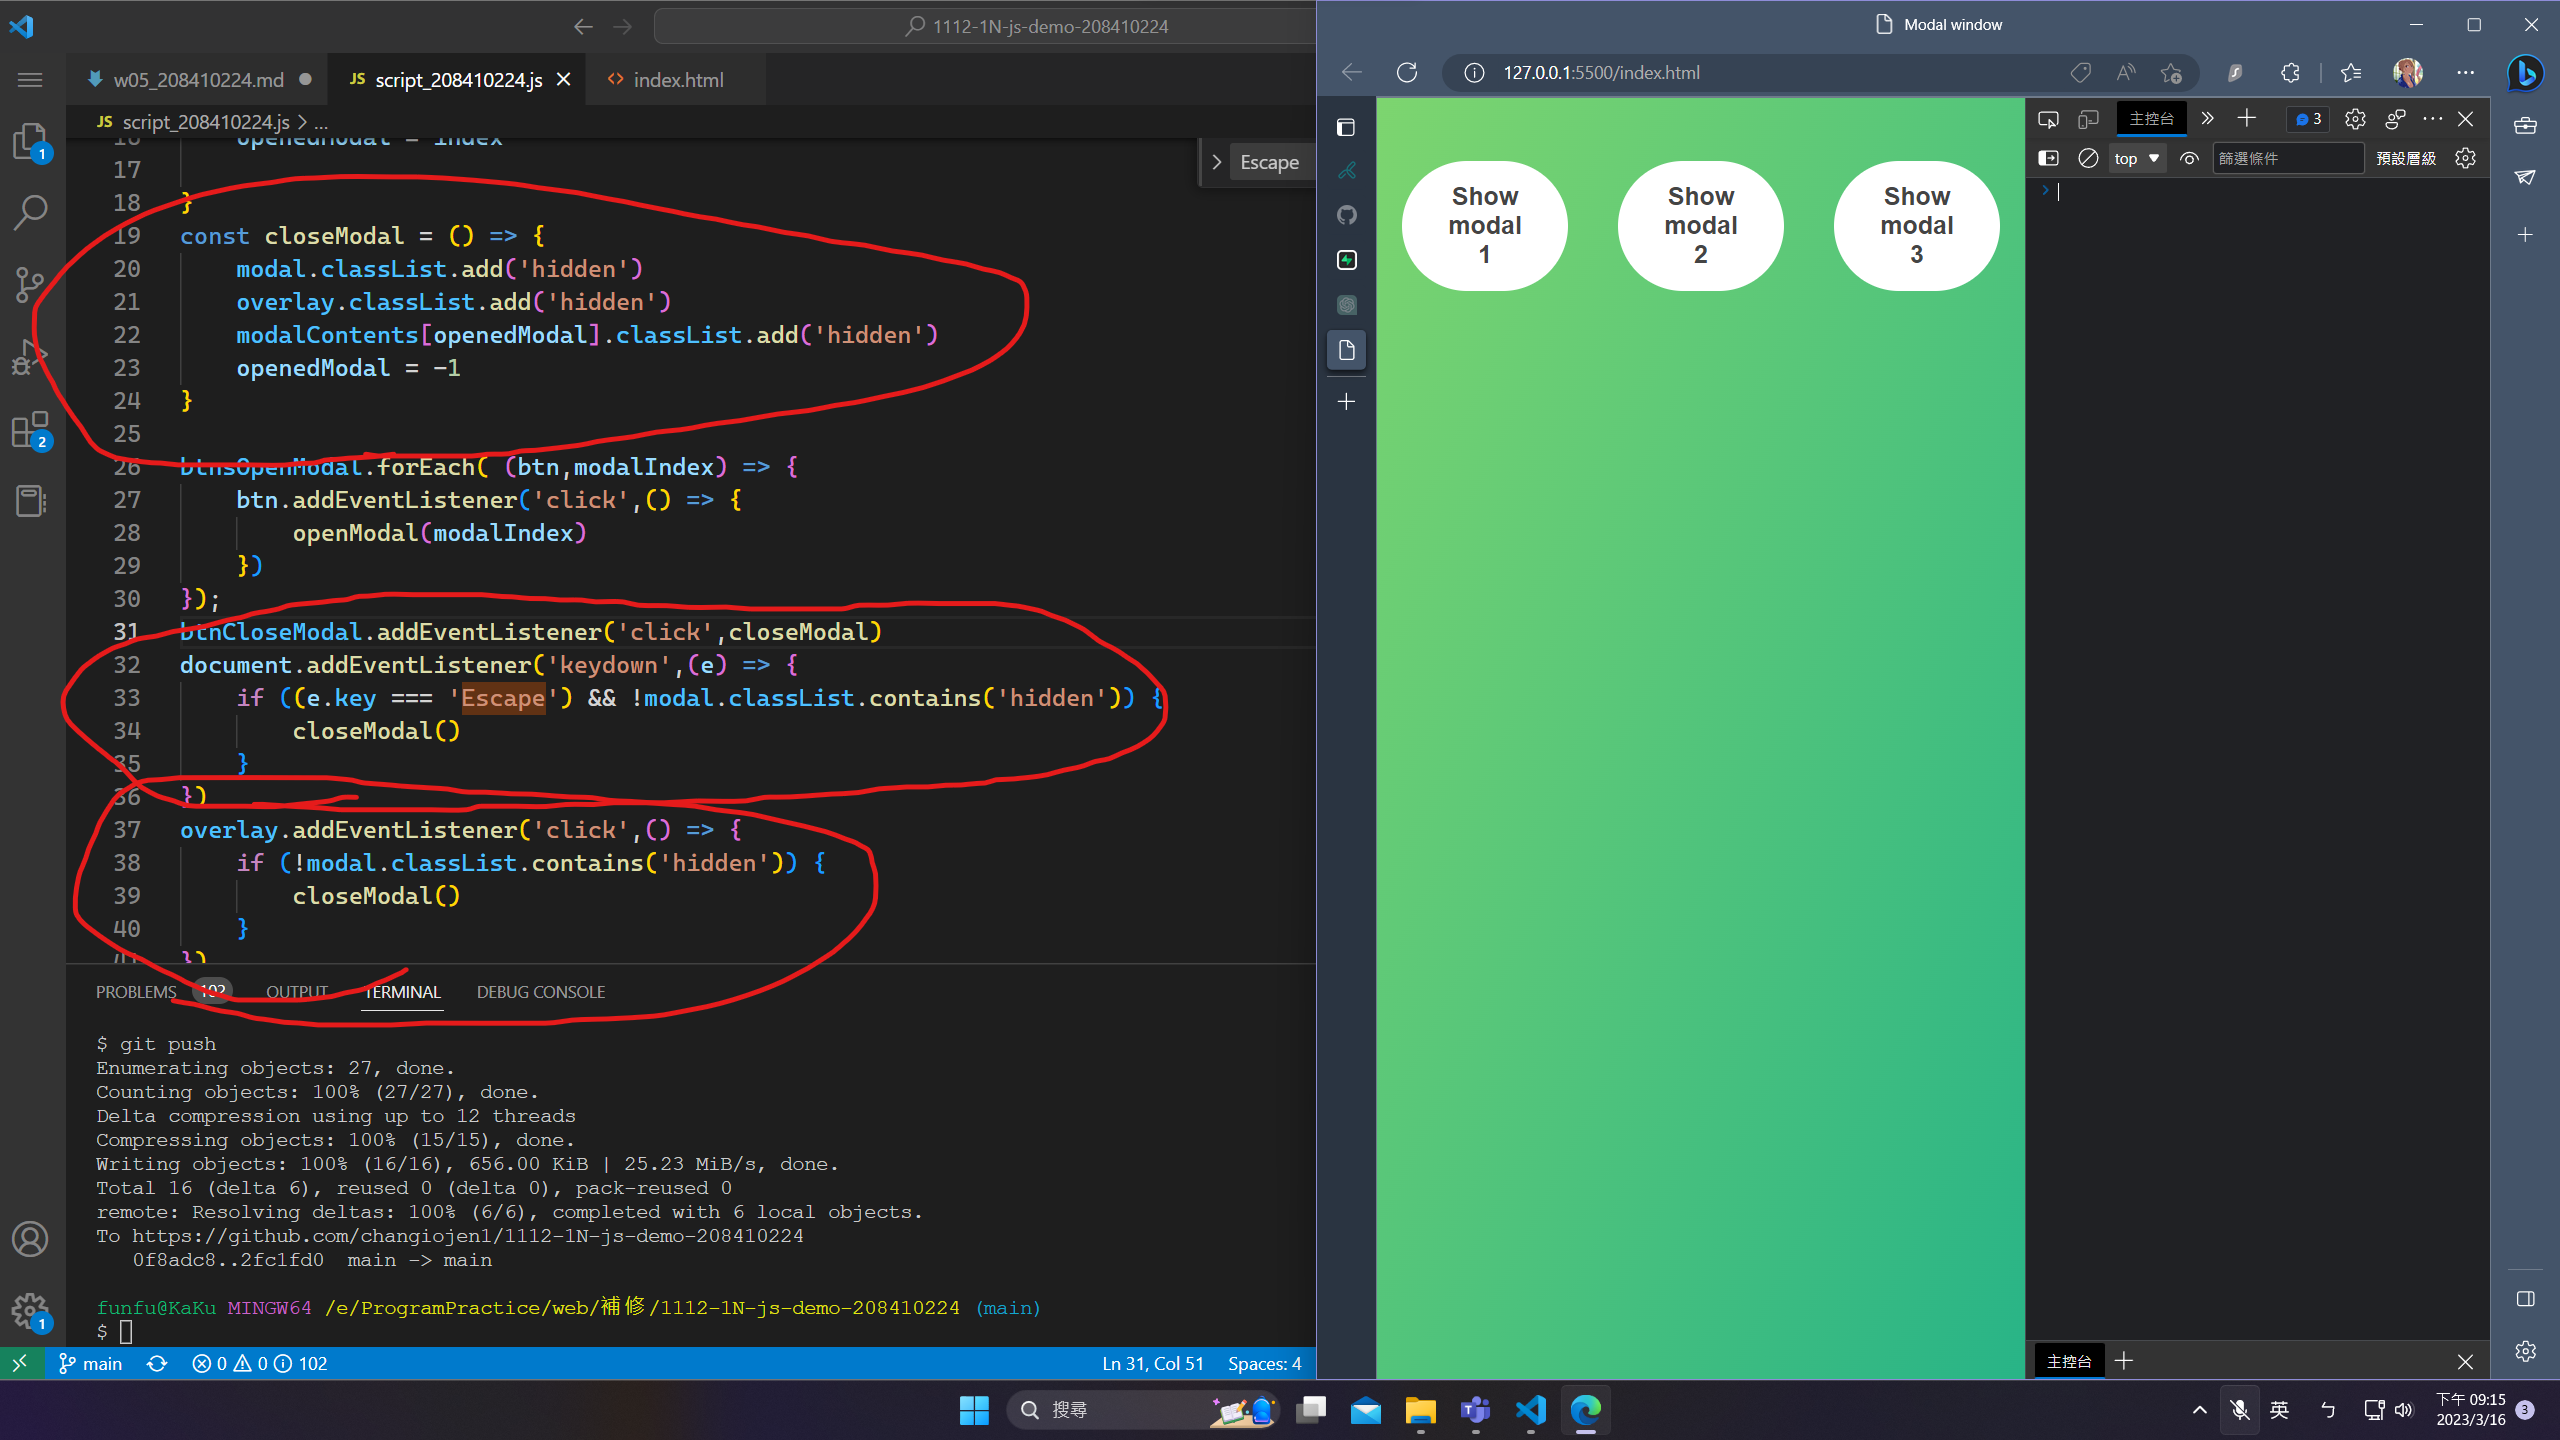 1112-1N-js-demo-208410224
w05_208410224.md
JS script_208410224.js
index.html
JS script_208410224.js > ...
Escape
16 openedModal = index
17
18 }
19 const closeModal = () => {
20 modal.classList.add('hidden')
21 overlay.classList.add('hidden')
22 modalContents[openedModal].classList.add('hidden')
23 openedModal = -1
24 }
25
26 btnsOpenModal.forEach( (btn,modalIndex) => {
27 btn.addEventListener('click',() => {
28 openModal(modalIndex)
29 })
30 });
31 btnCloseModal.addEventListener('click',closeModal)
32 document.addEventListener('keydown',(e) => {
33 if ((e.key === 'Escape') && !modal.classList.contains('hidden')) {
34 closeModal()
35 }
36 })
37 overlay.addEventListener('click',() => {
38 if (!modal.classList.contains('hidden')) {
39 closeModal()
40 }
41 })
1
2
1
PROBLEMS 102 OUTPUT TERMINAL DEBUG CONSOLE
$ git push
Enumerating objects: 27, done.
Counting objects: 100% (27/27), done.
Delta compression using up to 12 threads
Compressing objects: 100% (15/15), done.
Writing objects: 100% (16/16), 656.00 KiB | 25.23 MiB/s, done.
Total 16 (delta 6), reused 0 (delta 0), pack-reused 0
remote: Resolving deltas: 100% (6/6), completed with 6 local objects.
To https://github.com/changiojen1/1112-1N-js-demo-208410224
0f8adc8..2fc1fd0 main -> main
funfu@KaKu MINGW64 /e/ProgramPractice/web/補修/1112-1N-js-demo-208410224 (main)
$
main 0 0 102 Ln 31, Col 51 Spaces: 4
Modal window
127.0.0.1:5500/index.html
Show
modal
1
Show
modal
2
Show
modal
3
主控台 3
top 篩選條件 預設層級
主控台
搜尋
英 ㄅ
下午 09:15
2023/3/16
3